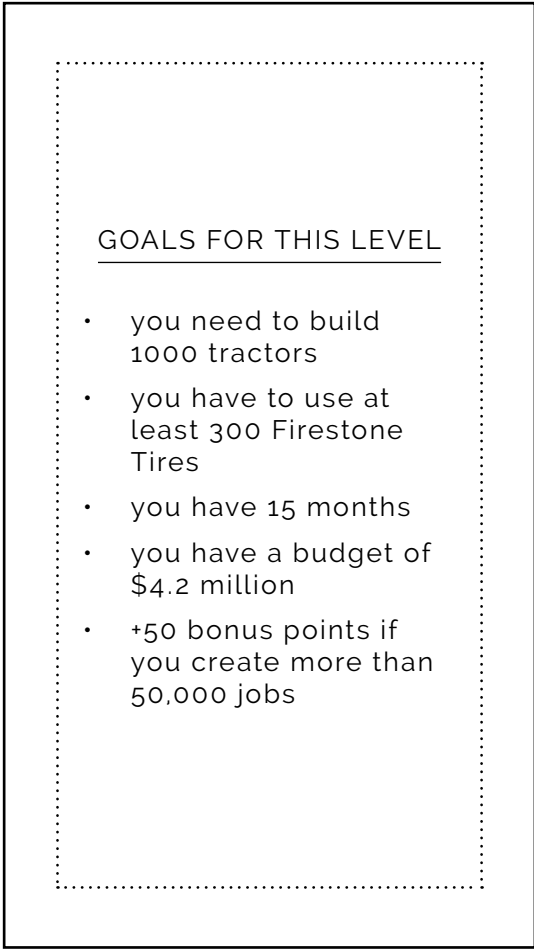 GOALS FOR THIS LEVEL
• you need to build
1000 tractors
• you have to use at
least 300 Firestone
Tires
• you have 15 months
• you have a budget of
$4.2 million
• +50 bonus points if
you create more than
50,000 jobs